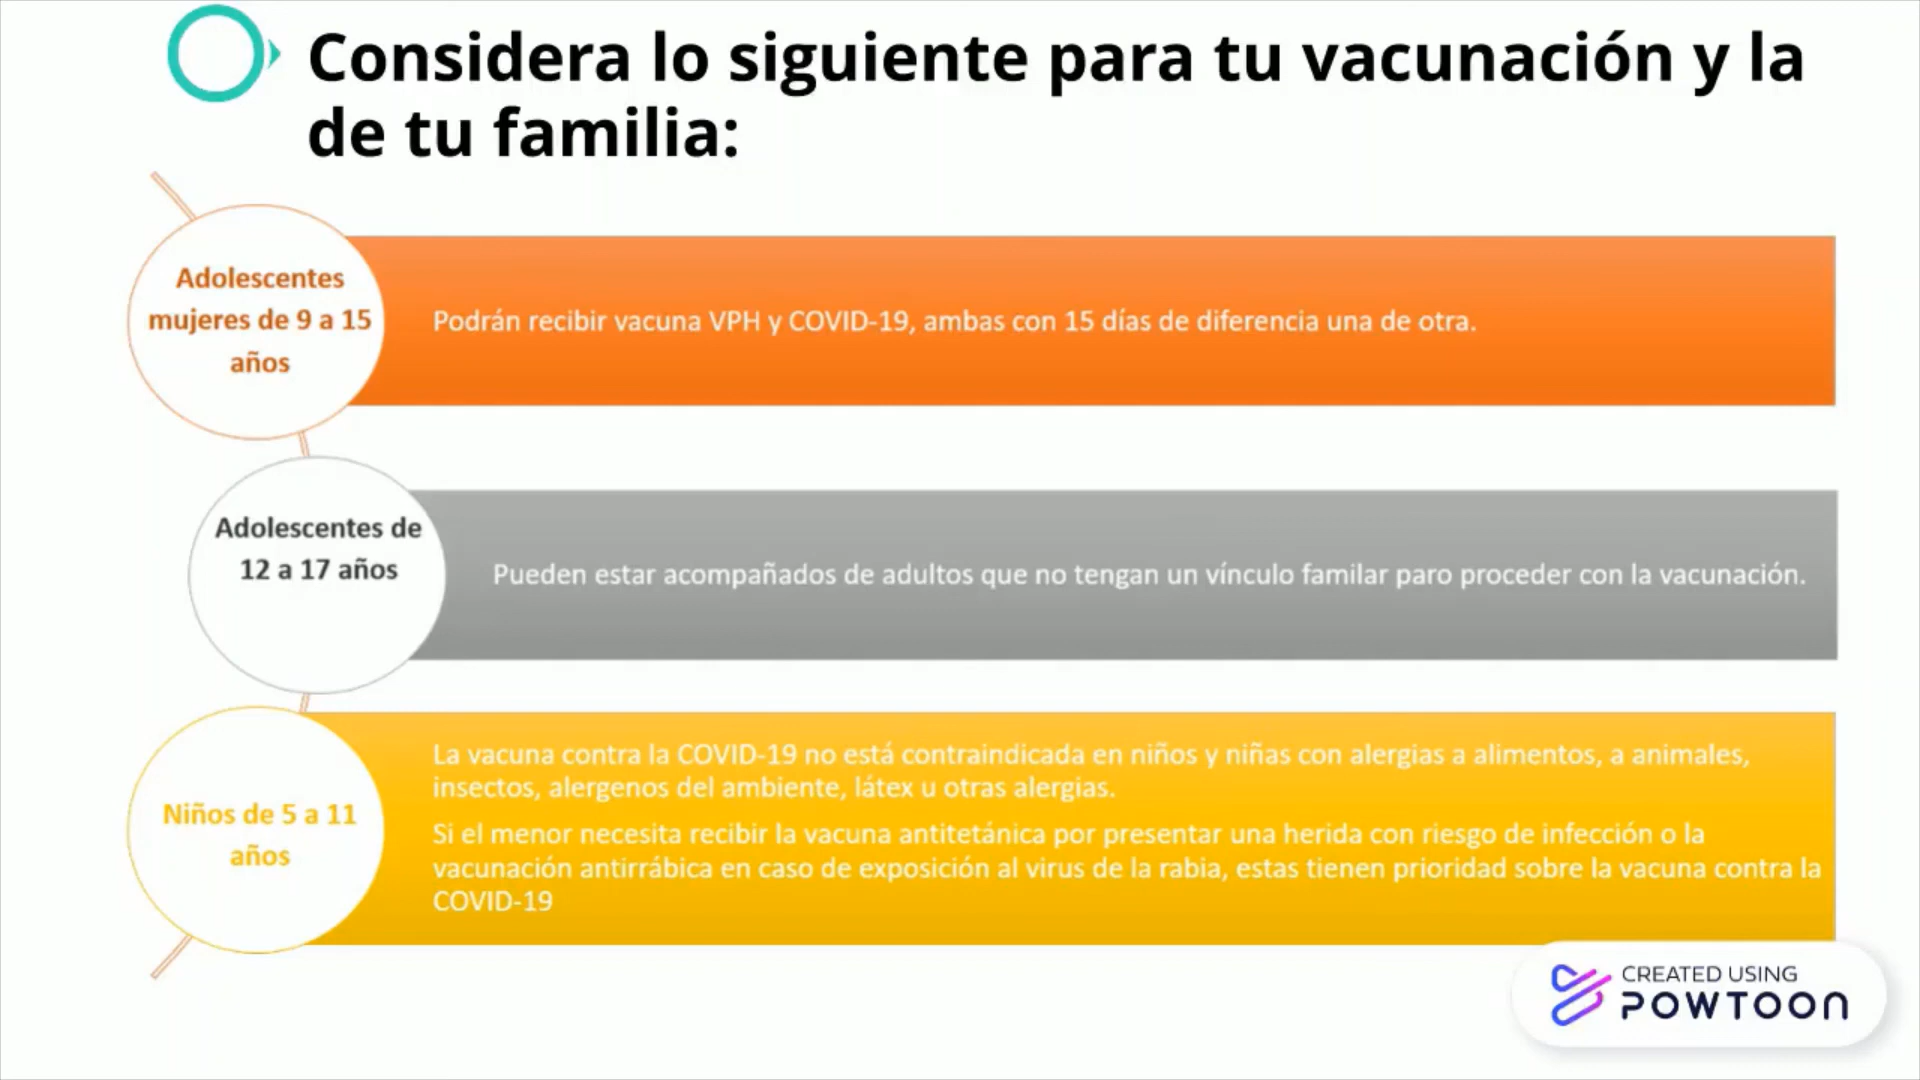 Considera lo siguiente para tu vacunación y la
de tu familia:
Adolescentes
mujeres de 9 a 15
años
Podrán recibir vacuna VPH y COVID-19, ambas con 15 días de diferencia una de otra.
Adolescentes de
12 a 17 años
Pueden estar acompañados de adultos que no tengan un vínculo familar paro proceder con la vacunación.
Niños de 5 a 11
años
La vacuna contra la COVID-19 no está contraindicada en niños y niñas con alergias a alimentos, a animales,
insectos, alergenos del ambiente, látex u otras alergias.
Si el menor necesita recibir la vacuna antitetánica por presentar una herida con riesgo de infección o la
vacunación antirrábica en caso de exposición al virus de la rabia, estas tienen prioridad sobre la vacuna contra la
COVID-19
CREATED USING
POWTOON